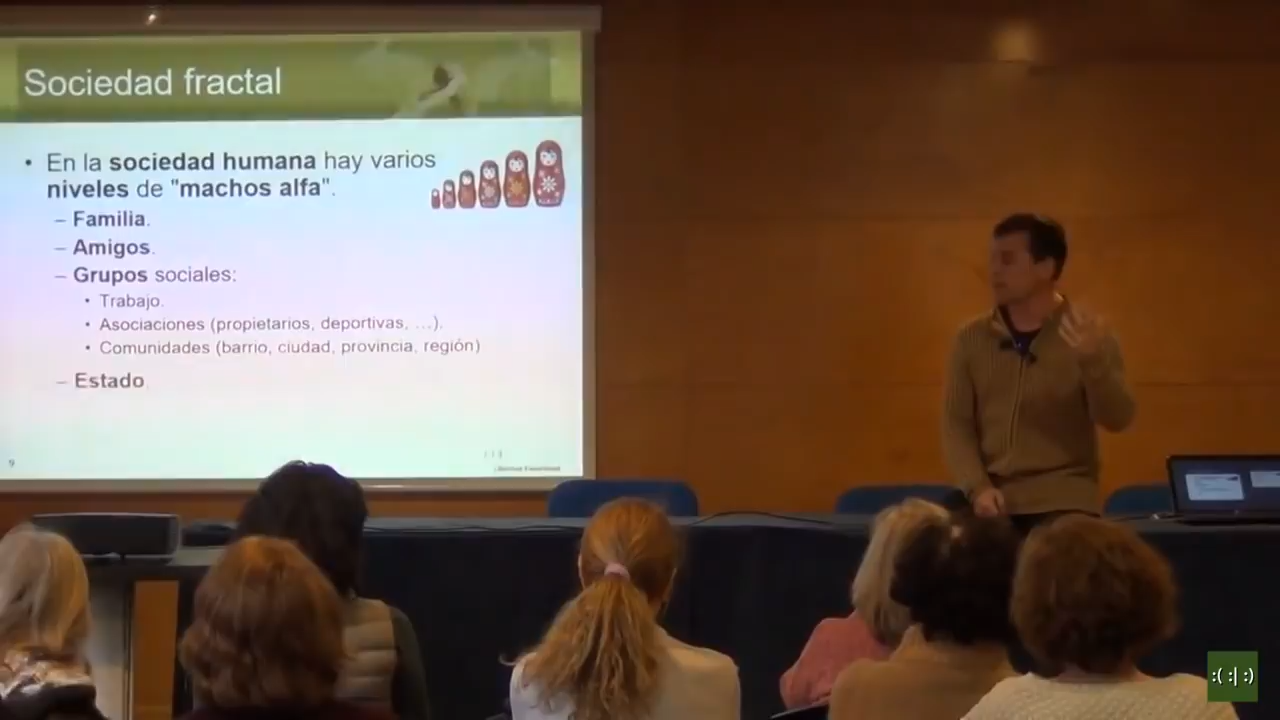 Sociedad fractal
• En la sociedad humana hay varios
niveles de "machos alfa".
– Familia.
– Amigos.
– Grupos sociales:
• Trabajo.
• Asociaciones (propietarios, deportivas, ...).
• Comunidades (barrio, ciudad, provincia, región)
– Estado
9
:( :| :)